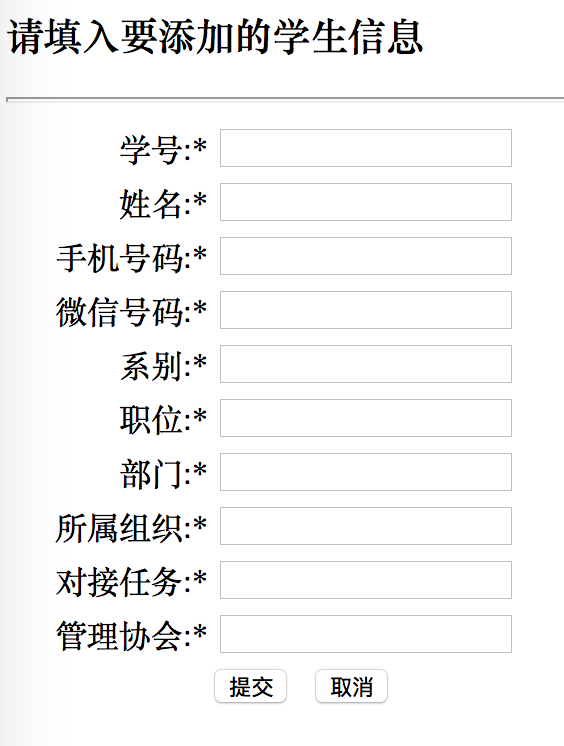 请填入要添加的学生信息
学号:*
姓名:*
手机号码:*
微信号码:*
系别:*
职位:*
部门:*
所属组织:*
对接任务:*
管理协会:*
提交 取消